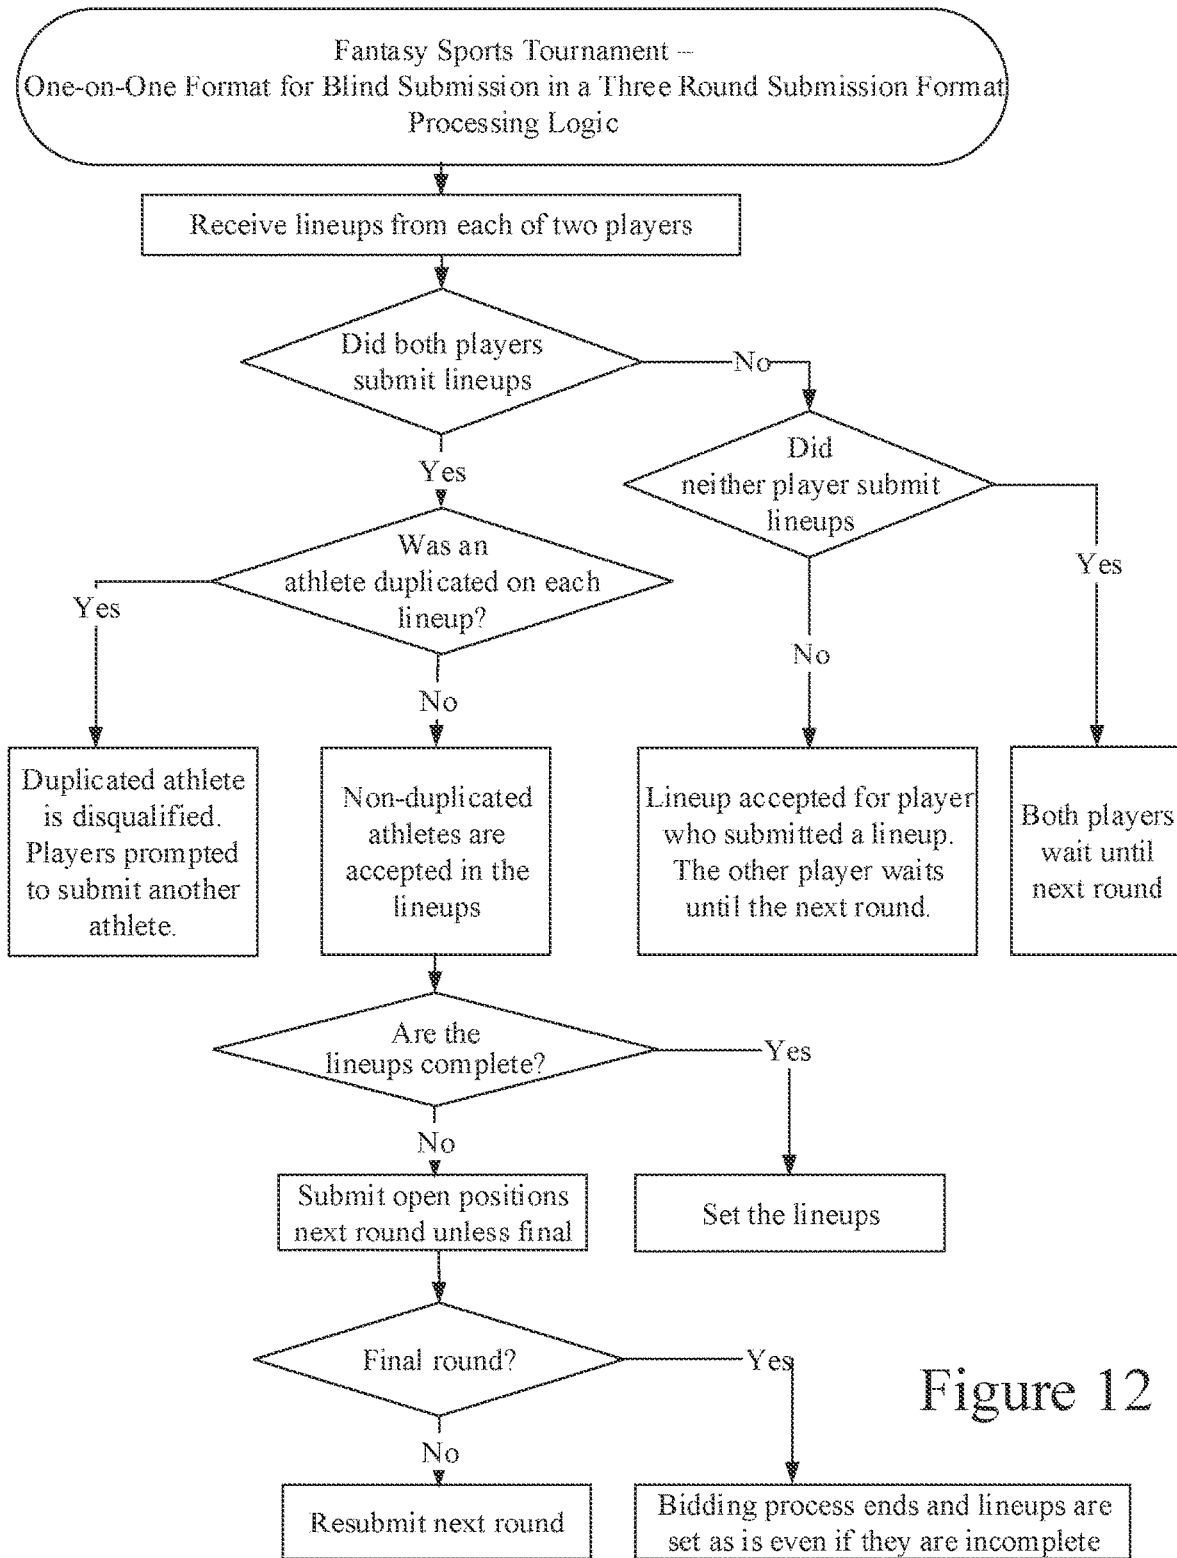 Fantasy Sports Tournament –
One-on-One Format for Blind Submission in a Three Round Submission Format
Processing Logic
Receive lineups from each of two players
Did both players
submit lineups
No
Did
neither player submit
lineups
Yes
Yes
Was an
athlete duplicated on each
lineup?
Yes
No
No
Duplicated athlete
is disqualified.
Players prompted
to submit another
athlete.
Non-duplicated
athletes are
accepted in the
lineups
Lineup accepted for player
who submitted a lineup.
The other player waits
until the next round.
Both players
wait until
next round
Are the
lineups complete?
Yes
No
Submit open positions
next round unless final
Set the lineups
Final round?
Yes
No
Resubmit next round
Bidding process ends and lineups are
set as is even if they are incomplete
Figure 12